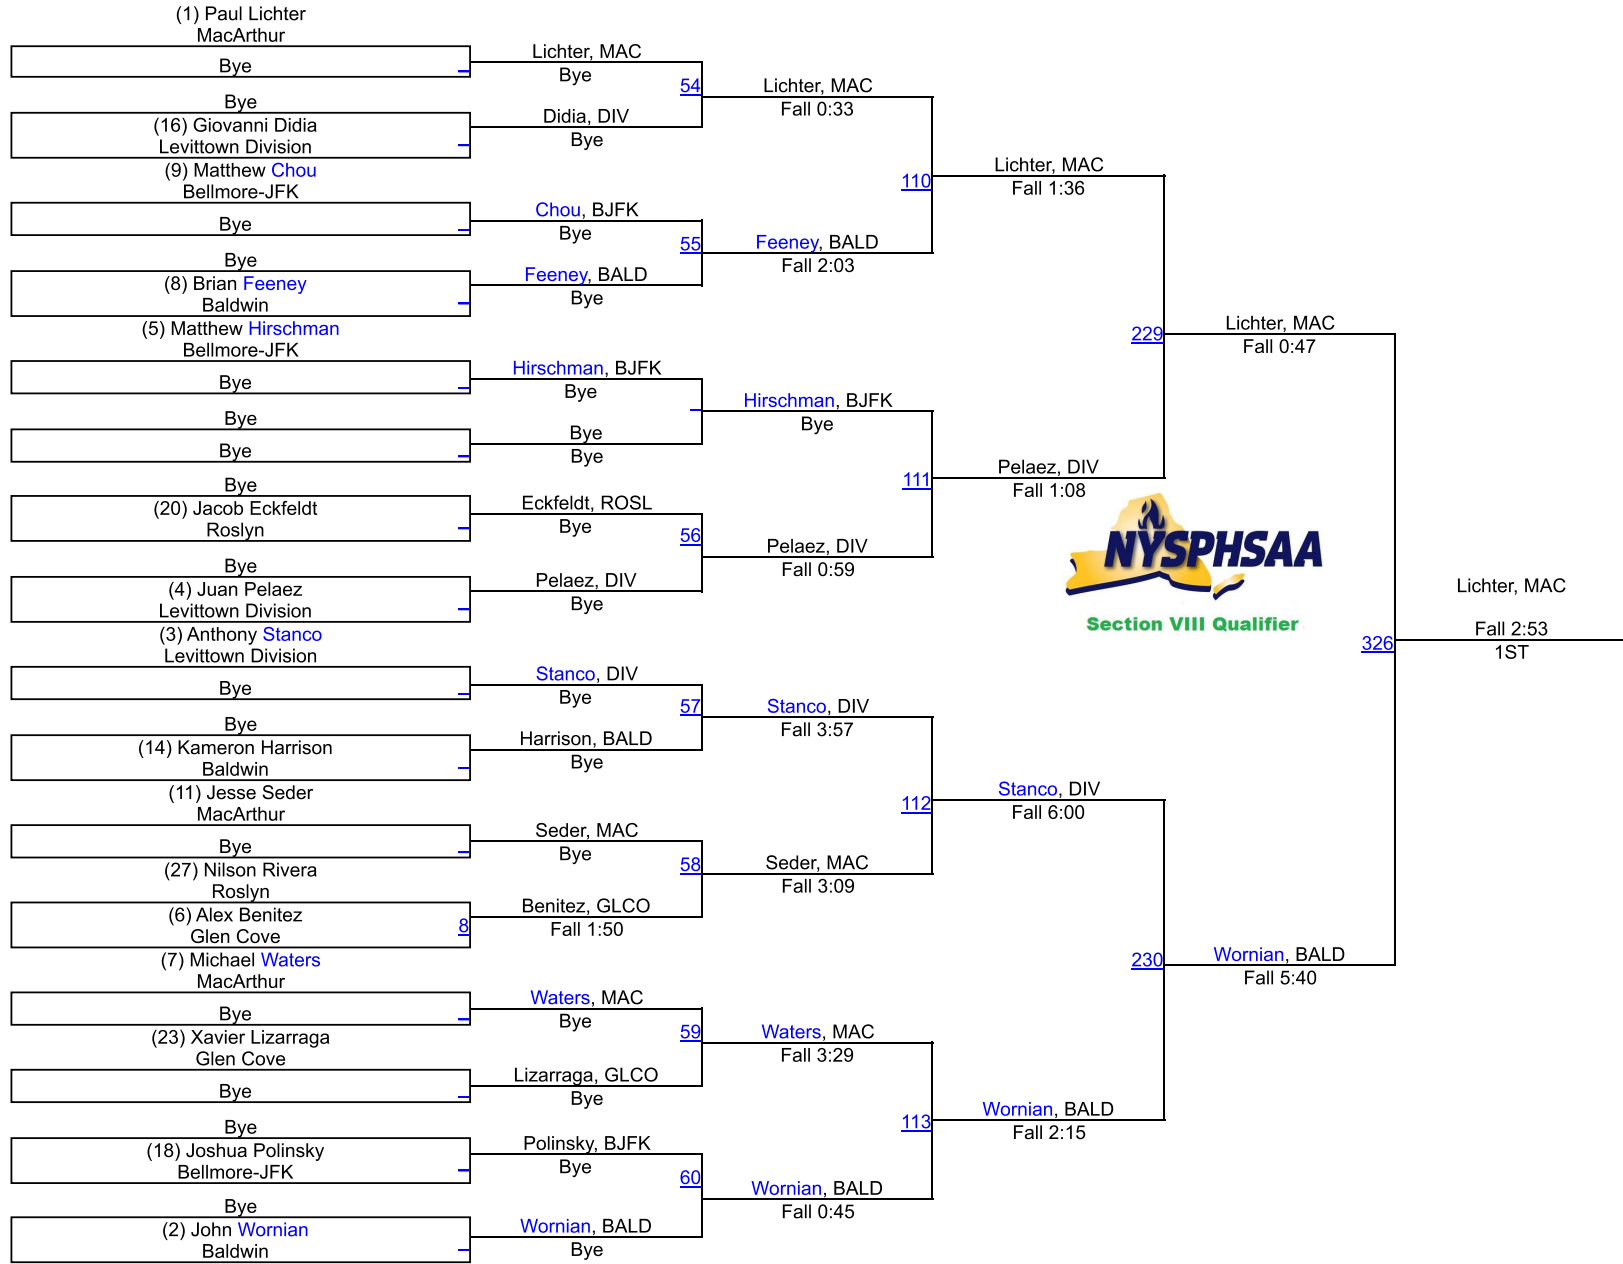 (1) Paul Lichter
MacArthur
Bye
Bye
(16) Giovanni Didia
Levittown Division
(9) Matthew Chou
Bellmore-JFK
Bye
Bye
(8) Brian Feeney
Baldwin
(5) Matthew Hirschman
Bellmore-JFK
Bye
Bye
Bye
Bye
(20) Jacob Eckfeldt
Roslyn
Bye
(4) Juan Pelaez
Levittown Division
(3) Anthony Stanco
Levittown Division
Bye
Bye
(14) Kameron Harrison
Baldwin
(11) Jesse Seder
MacArthur
Bye
(27) Nilson Rivera
Roslyn
(6) Alex Benitez
Glen Cove
8
(7) Michael Waters
MacArthur
Bye
(23) Xavier Lizarraga
Glen Cove
Bye
Bye
(18) Joshua Polinsky
Bellmore-JFK
Bye
(2) John Wornian
Baldwin
Lichter, MAC
Bye
54
Didia, DIV
Bye
Chou, BJFK
Bye
55
Feeney, BALD
Bye
Hirschman, BJFK
Bye
Bye
Bye
Eckfeldt, ROSL
Bye
56
Pelaez, DIV
Bye
Stanco, DIV
Bye
57
Harrison, BALD
Bye
Seder, MAC
Bye
58
Benitez, GLCO
Fall 1:50
Waters, MAC
Bye
59
Lizarraga, GLCO
Bye
Polinsky, BJFK
Bye
60
Wornian, BALD
Bye
Lichter, MAC
Fall 0:33
110
Feeney, BALD
Fall 2:03
Hirschman, BJFK
Bye
111
Pelaez, DIV
Fall 0:59
Stanco, DIV
Fall 3:57
112
Seder, MAC
Fall 3:09
Waters, MAC
Fall 3:29
113
Wornian, BALD
Fall 0:45
Lichter, MAC
Fall 1:36
229
Pelaez, DIV
Fall 1:08
Stanco, DIV
Fall 6:00
230
Wornian, BALD
Fall 2:15
Lichter, MAC
Fall 0:47
NYSPHSAA
Section VIII Qualifier
326
Wornian, BALD
Fall 5:40
Lichter, MAC
Fall 2:53
1ST